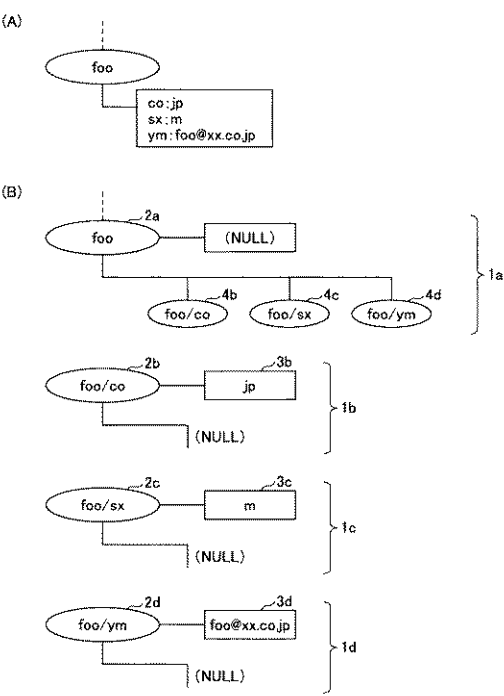 (A)
foo
co:jp
sx:m
ym:foo@xx.co.jp
(B)
2a
foo
(NULL)
1a
4b
4c
4d
foo/co
foo/sx
foo/ym
2b
3b
foo/co
jp
1b
(NULL)
2c
3c
foo/sx
m
1c
(NULL)
2d
3d
foo/ym
foo@xx.co.jp
1d
(NULL)